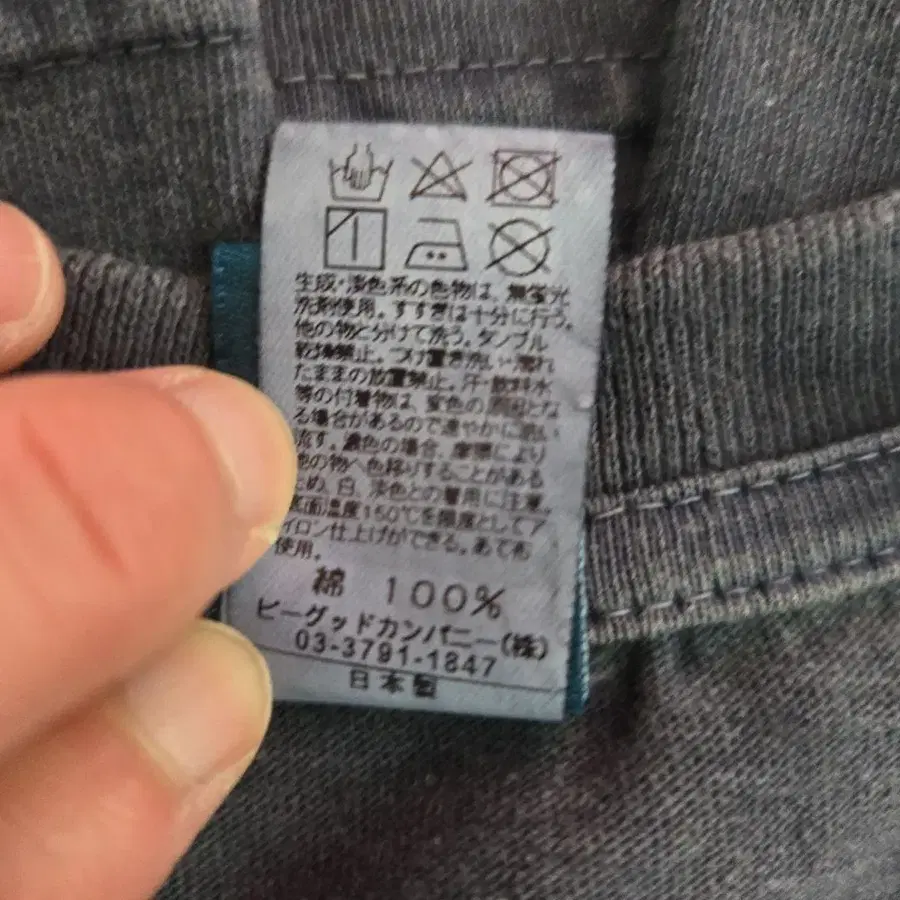 生成・淡色系の色物は、無蛍光
洗剤使用。すすぎは十分に行う。
他の物と分けて洗う。タンブル
乾燥禁止。つけ置き洗い・濡れ
たままの放置禁止。汗・飲料水
等の付着物は、変色の原因とな
る場合があるので速やかに洗い
流す。濃色の場合、摩擦により
他の物へ色移りすることがある
ため、白、淡色との着用に注意。
底面温度150℃を限度としてア
イロン仕上げができる。あて布
使用。
綿 100%
ビーグッドカンパニー(株)
03-3791-1847
日本製